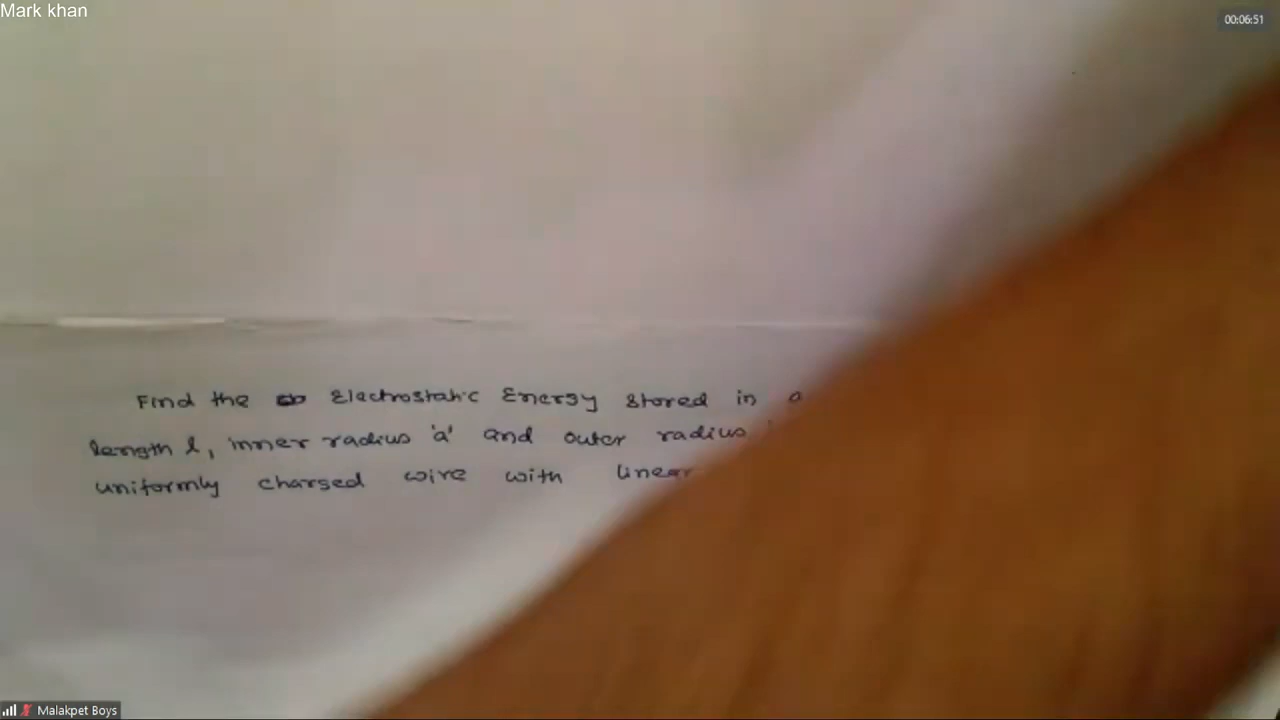 Mark khan
00:06:51
Find the Electrostatic Energy stored in a
length l, inner radius 'a' and outer radius
uniformly charged wire with linear
Malakpet Boys